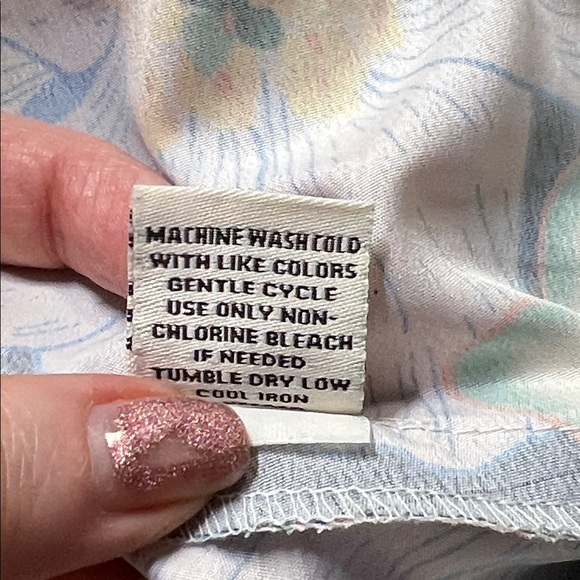 MACHINE WASH COLD
WITH LIKE COLORS
GENTLE CYCLE
USE ONLY NON-
CHLORINE BLEACH
IF NEEDED
TUMBLE DRY LOW
COOL IRON